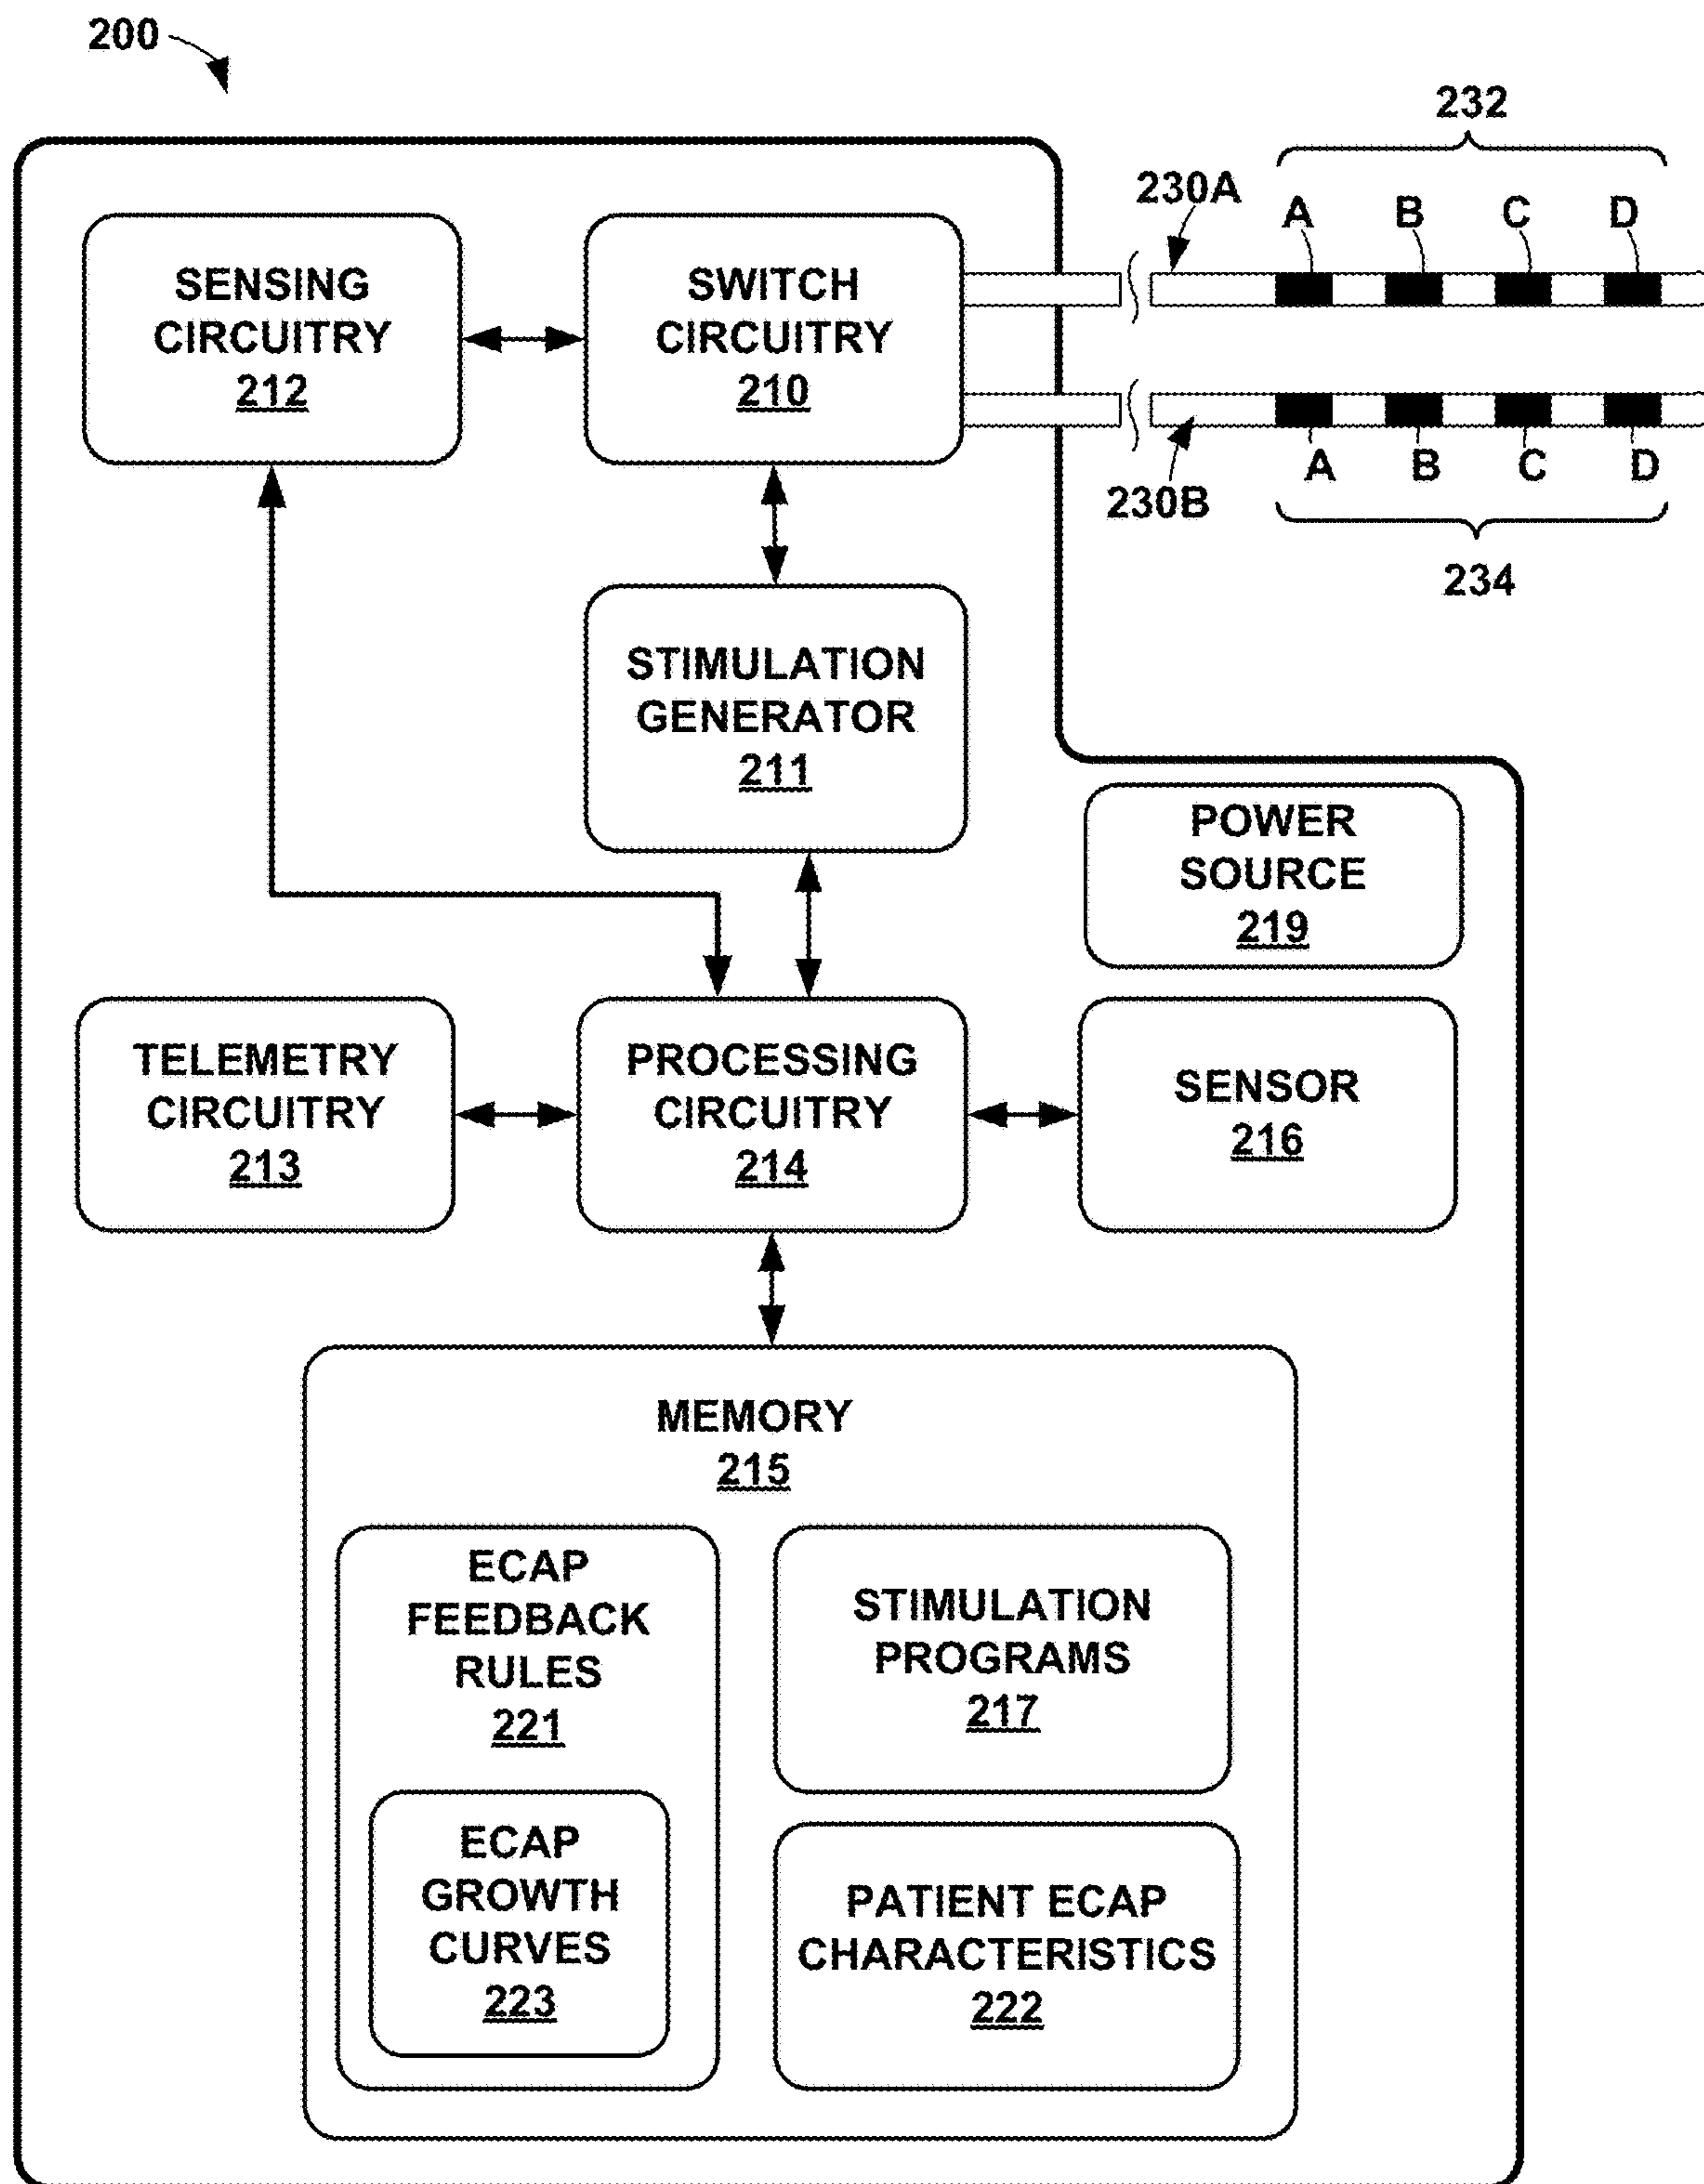 200
232
230A
A B C D
SENSING
CIRCUITRY
212
SWITCH
CIRCUITRY
210
A B C D
230B
234
STIMULATION
GENERATOR
211
POWER
SOURCE
219
TELEMETRY
CIRCUITRY
213
PROCESSING
CIRCUITRY
214
SENSOR
216
MEMORY
215
ECAP
FEEDBACK
RULES
221
STIMULATION
PROGRAMS
217
ECAP
GROWTH
CURVES
223
PATIENT ECAP
CHARACTERISTICS
222